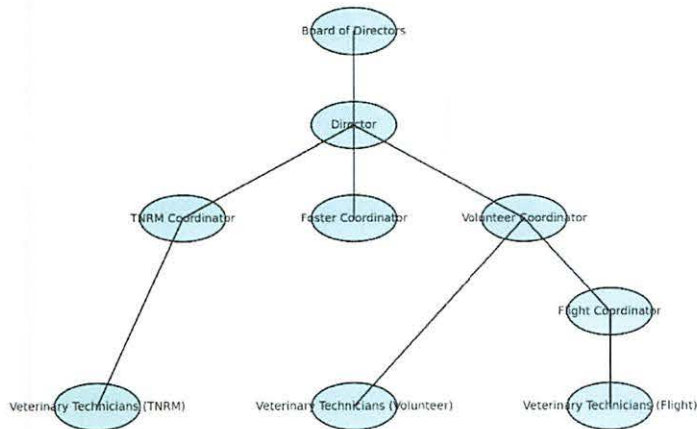 Board of Directors
Director
TNRM Coordinator
Foster Coordinator
Volunteer Coordinator
Flight Coordinator
Veterinary Technicians (TNRM)
Veterinary Technicians (Volunteer)
Veterinary Technicians (Flight)